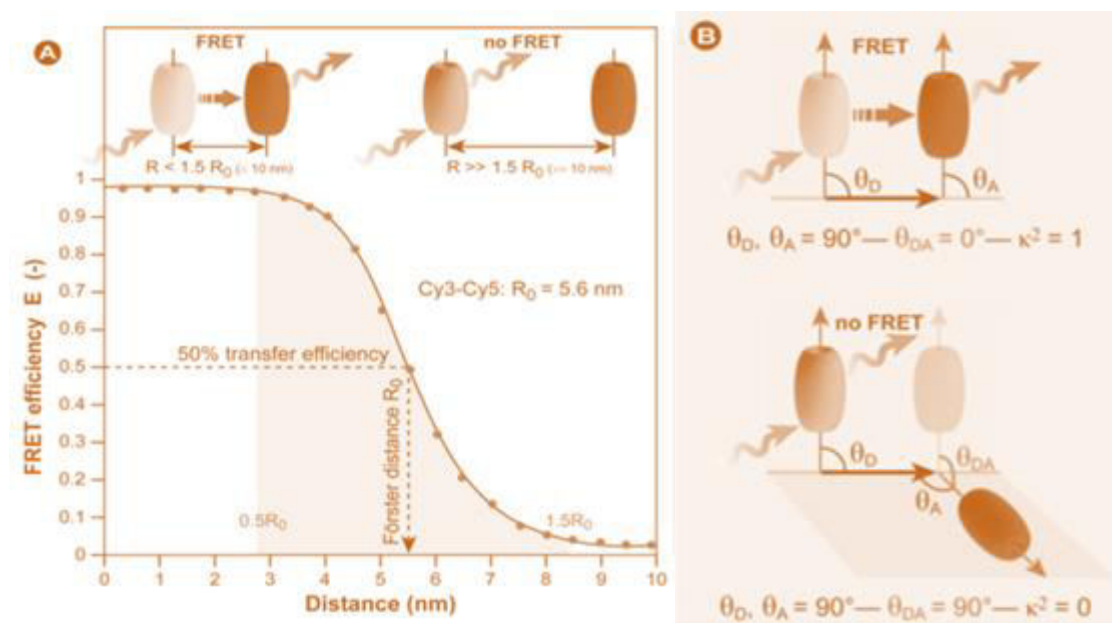 A
FRET
no FRET
R < 1.5 R₀ (< 10 nm)
R >> 1.5 R₀ (>> 10 nm)
1
0.9
0.8
0.7
0.6
0.5
0.4
0.3
0.2
0.1
0
FRET efficiency E (-)
Cy3-Cy5: R₀ = 5.6 nm
50% transfer efficiency
Förster distance R₀
0.5R₀
1.5R₀
0 1 2 3 4 5 6 7 8 9 10
Distance (nm)
B
FRET
θD
θA
θD, θA = 90°— θDA = 0°— κ² = 1
no FRET
θD
θDA
θA
θD, θA = 90°— θDA = 90°— κ² = 0